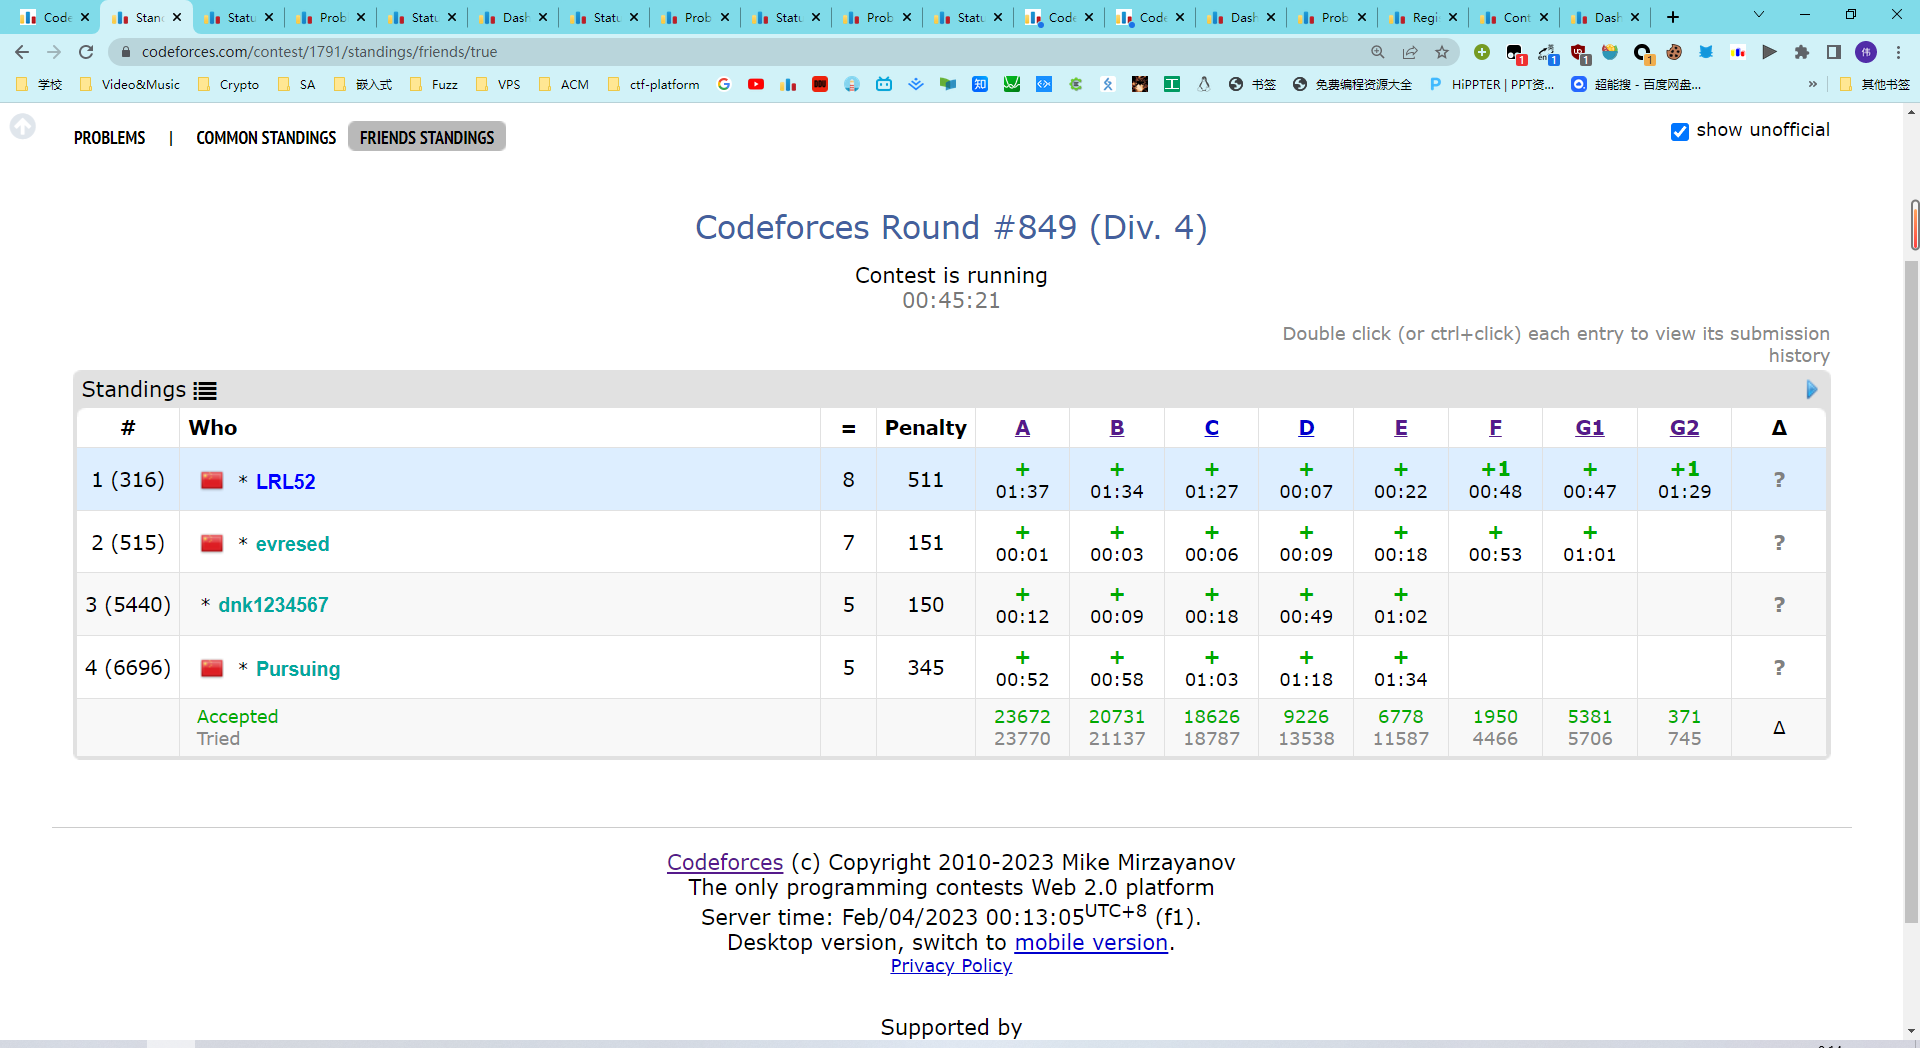 Code
Stan
Statu
Prob
Statu
Dash
Statu
Prob
Statu
Prob
Statu
Code
Code
Dash
Prob
Regi
Cont
Dash
codeforces.com/contest/1791/standings/friends/true
学校 Video&Music Crypto SA 嵌入式 Fuzz VPS ACM ctf-platform 书签 免费编程资源大全 HiPPTER | PPT资... 超能搜 - 百度网盘... » 其他书签
PROBLEMS | COMMON STANDINGS FRIENDS STANDINGS
show unofficial
Codeforces Round #849 (Div. 4)
Contest is running
00:45:21
Double click (or ctrl+click) each entry to view its submission
history
Standings
# Who = Penalty A B C D E F G1 G2 Δ
1 (316) * LRL52 8 511 + + + + + +1 + +1 ?
01:37 01:34 01:27 00:07 00:22 00:48 00:47 01:29
2 (515) * evresed 7 151 + + + + + + + ?
00:01 00:03 00:06 00:09 00:18 00:53 01:01
3 (5440) * dnk1234567 5 150 + + + + + ?
00:12 00:09 00:18 00:49 01:02
4 (6696) * Pursuing 5 345 + + + + + ?
00:52 00:58 01:03 01:18 01:34
Accepted 23672 20731 18626 9226 6778 1950 5381 371 Δ
Tried 23770 21137 18787 13538 11587 4466 5706 745
Codeforces (c) Copyright 2010-2023 Mike Mirzayanov
The only programming contests Web 2.0 platform
Server time: Feb/04/2023 00:13:05UTC+8 (f1).
Desktop version, switch to mobile version.
Privacy Policy
Supported by